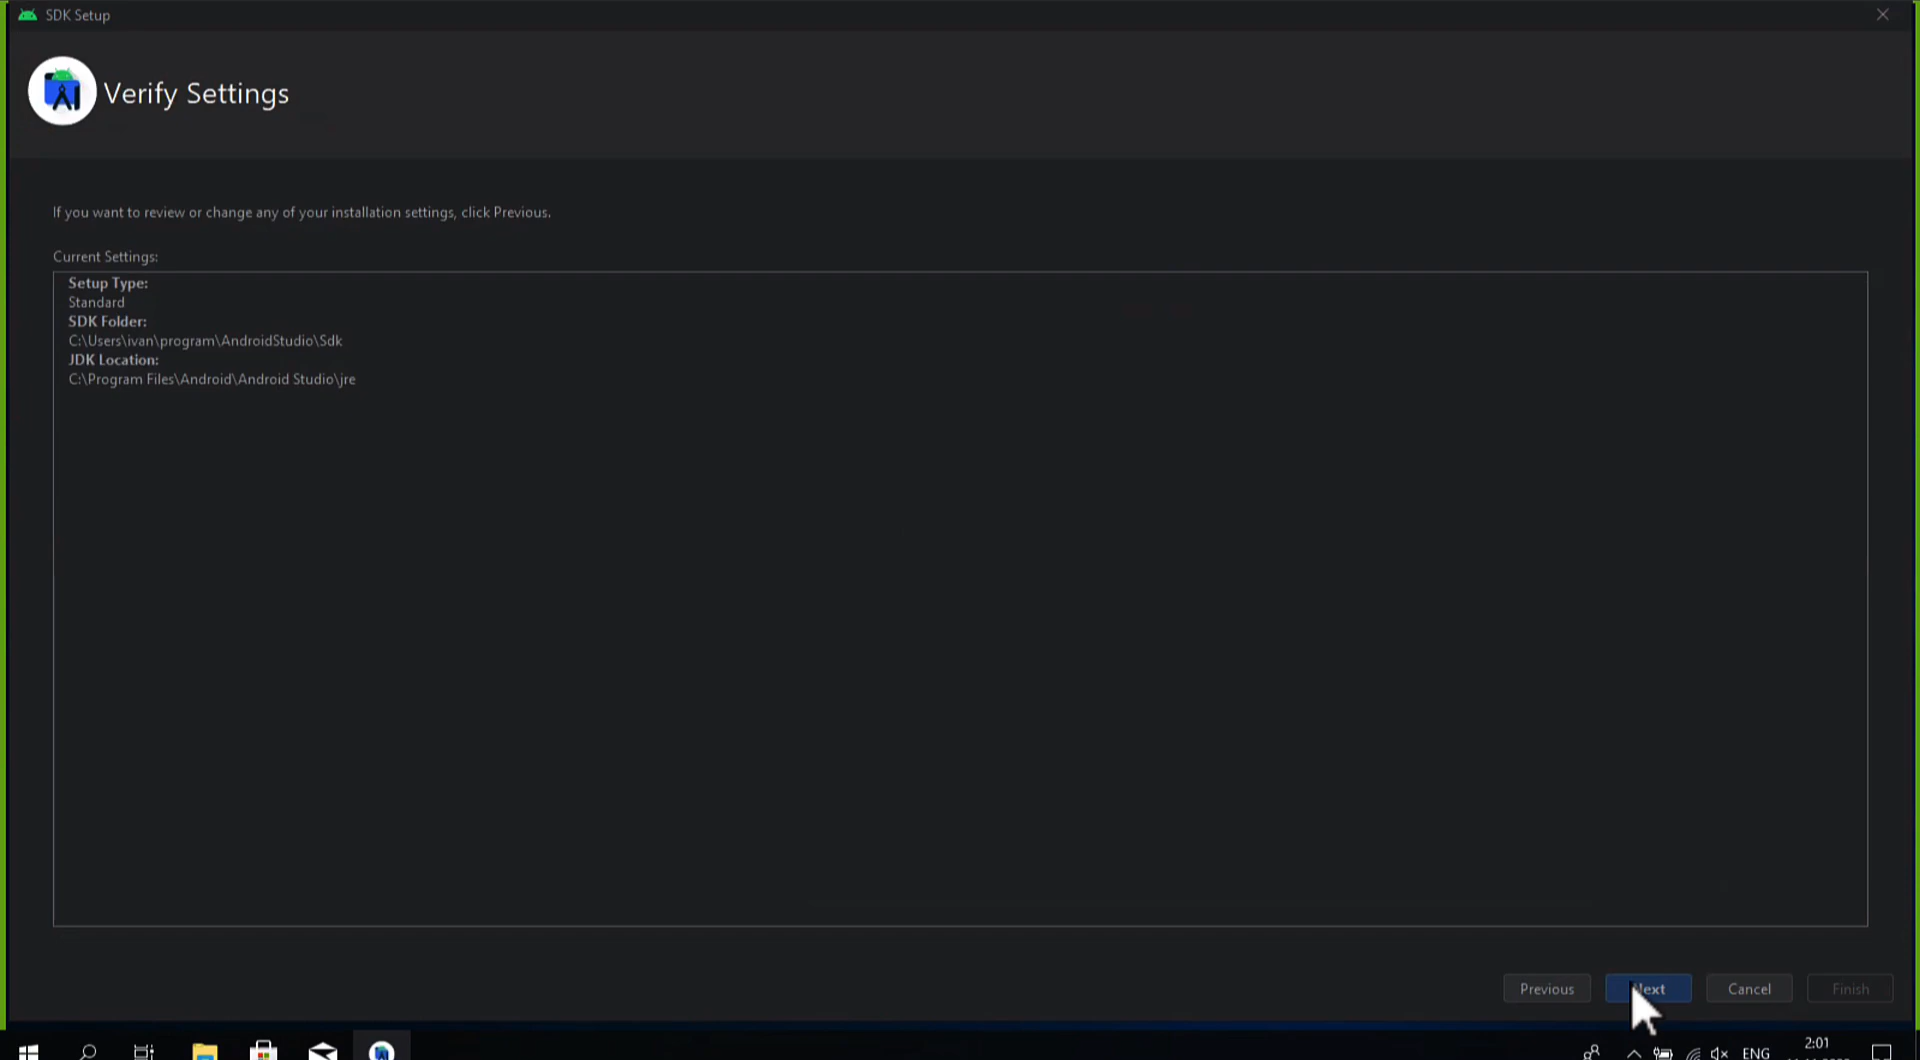 SDK Setup
Verify Settings
If you want to review or change any of your installation settings, click Previous.
Current Settings:
Setup Type:
Standard
SDK Folder:
C:\Users\ivan\program\AndroidStudio\Sdk
JDK Location:
C:\Program Files\Android\Android Studio\jre
Previous
Next
Cancel
Finish
ENG
2:01